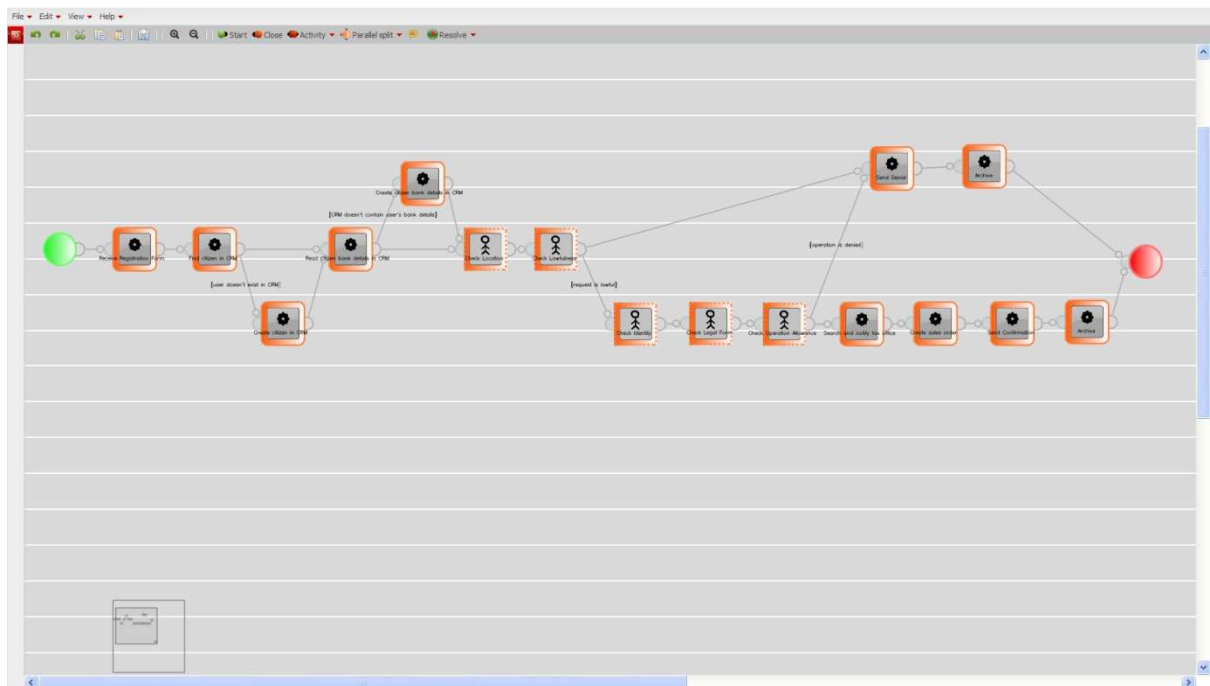 File Edit View Help
Start Close Activity Parallel split Resolve
Send Denial
Archive
Create citizen bank details in CRM
[CRM doesn't contain user's bank details]
[operation is denied]
Receive Registration Form
Find citizen in CRM
Read citizen bank details in CRM
Check Location
Check Lawfulness
[user doesn't exist in CRM]
[request is lawful]
Create citizen in CRM
Check Identity
Check Legal Form
Check Operation Allowance
Search and notify tax office
Create sales order
Send Confirmation
Archive